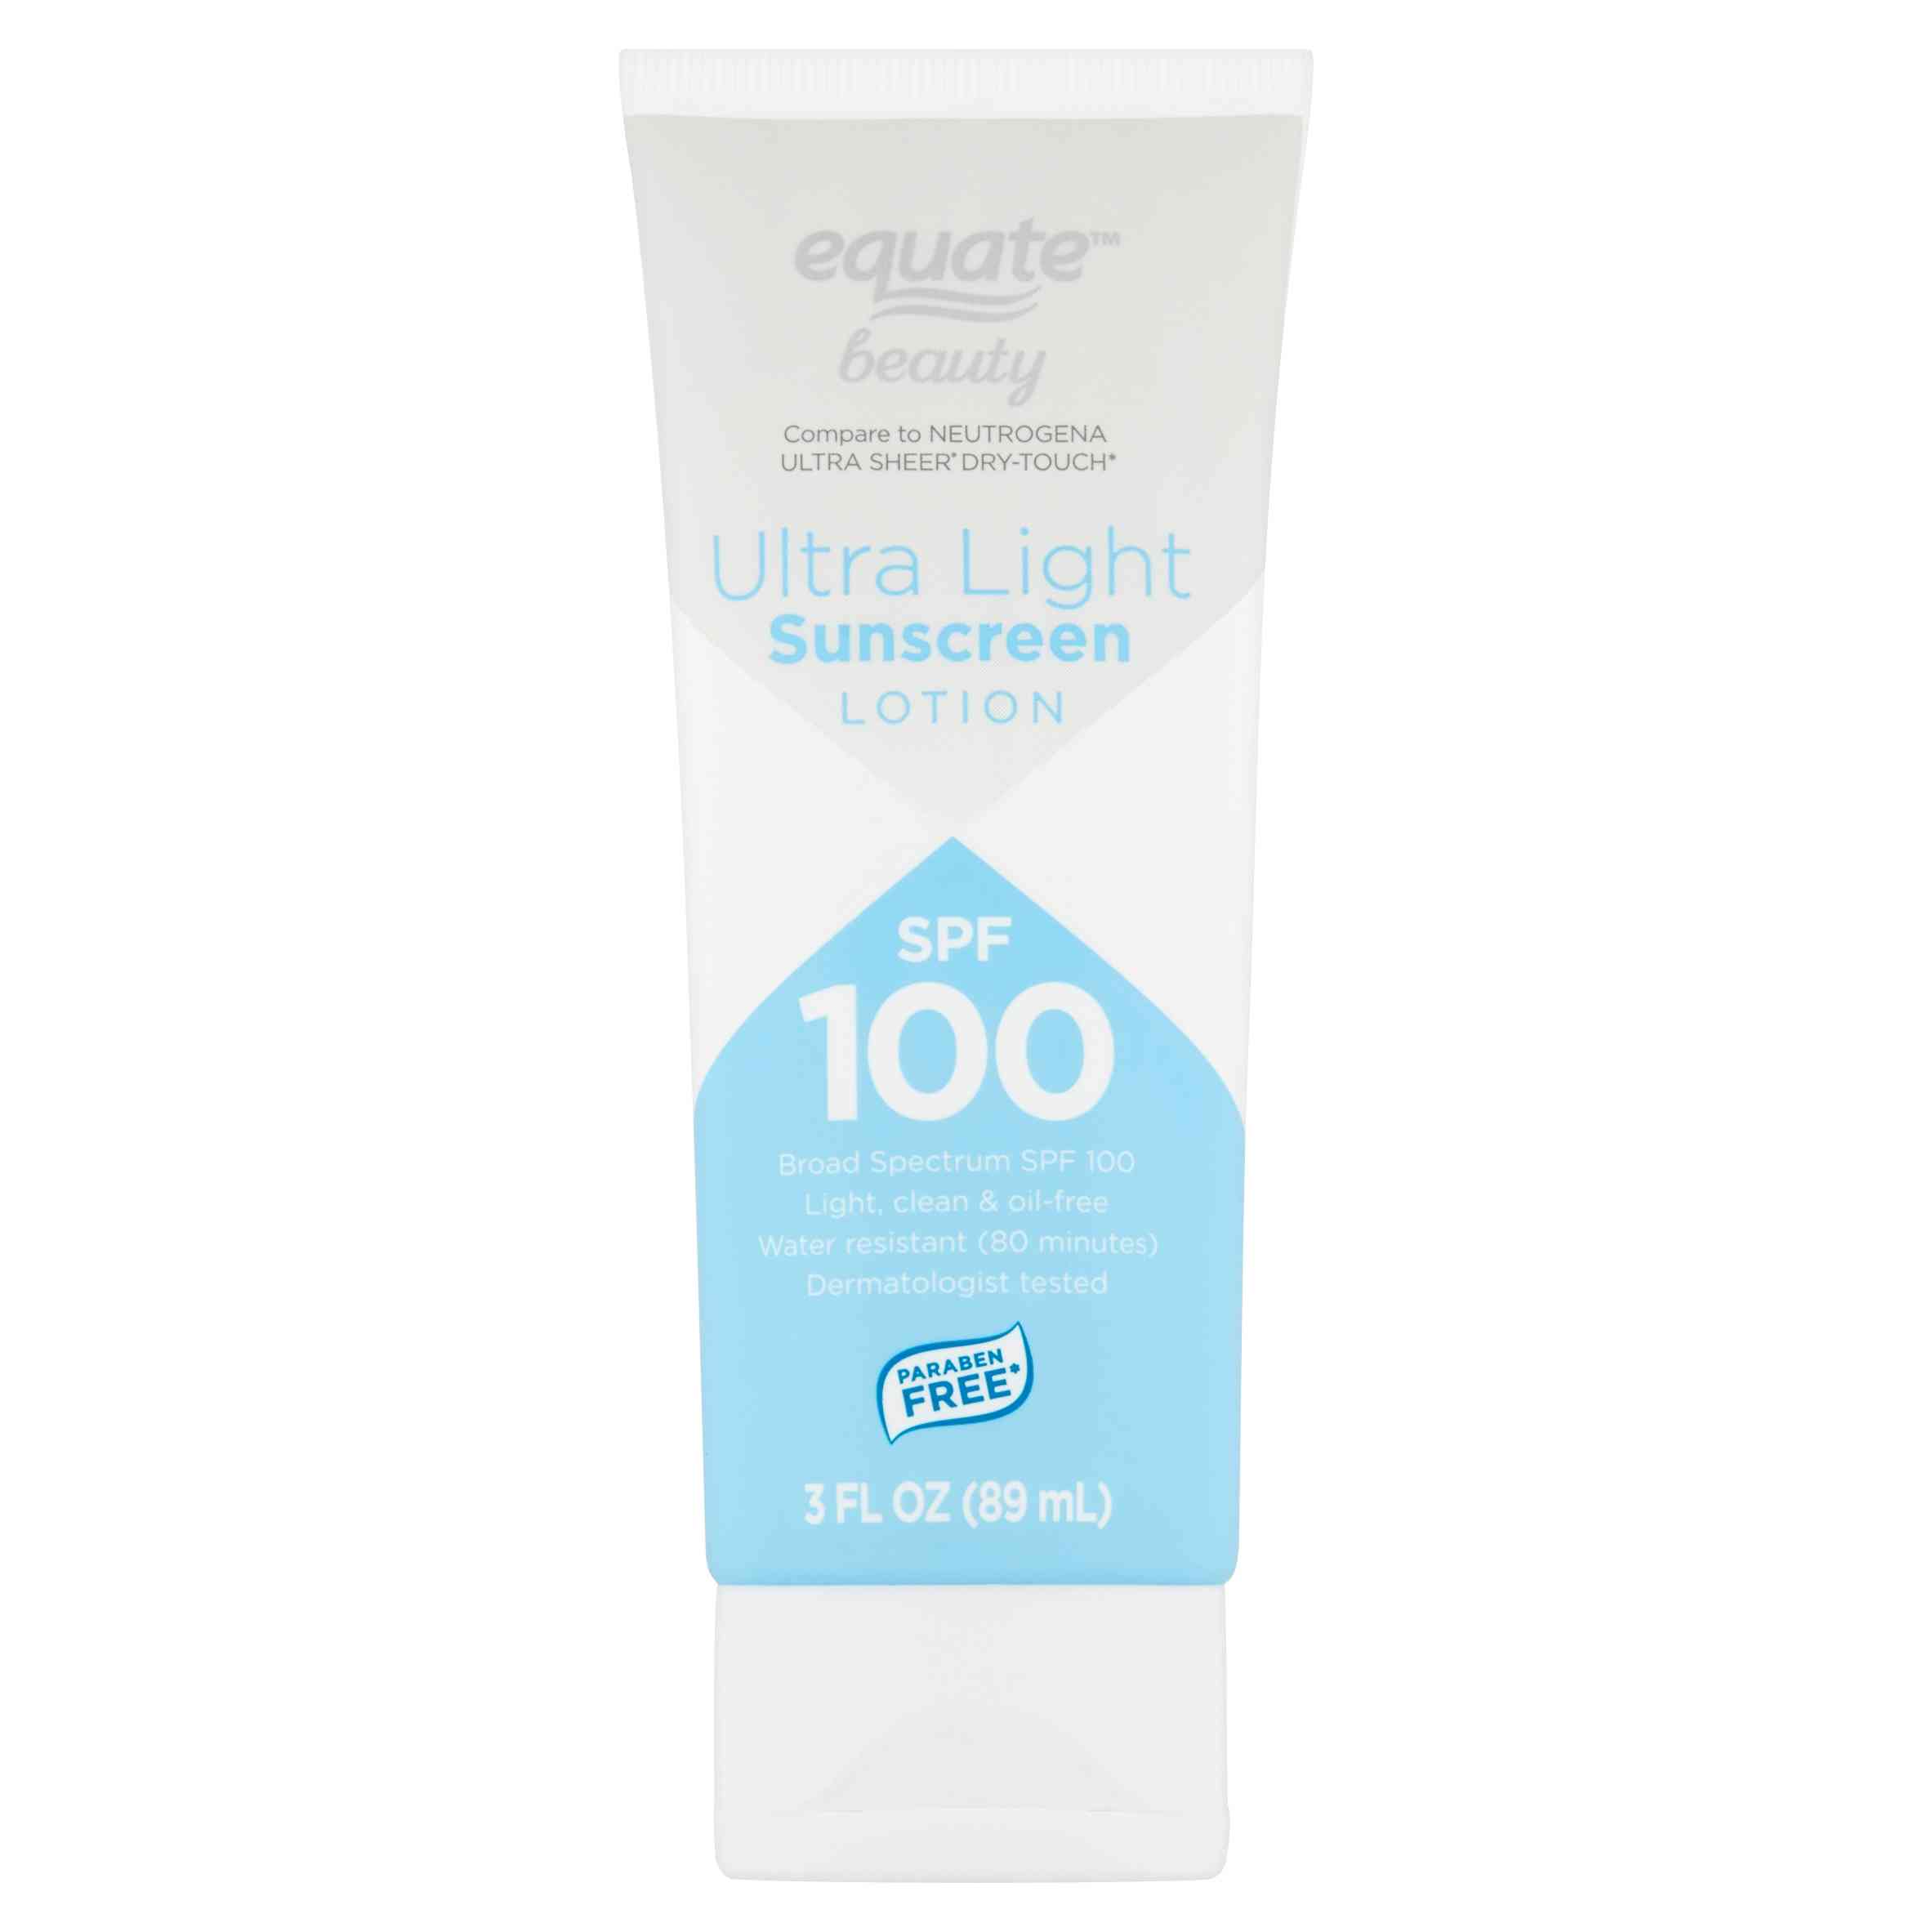 equate™
beauty
Compare to NEUTROGENA
ULTRA SHEER® DRY-TOUCH*
Ultra Light
Sunscreen
LOTION
SPF
100
Broad Spectrum SPF 100
Light, clean & oil-free
Water resistant (80 minutes)
Dermatologist tested
PARABEN
FREE*
3 FL OZ (89 mL)